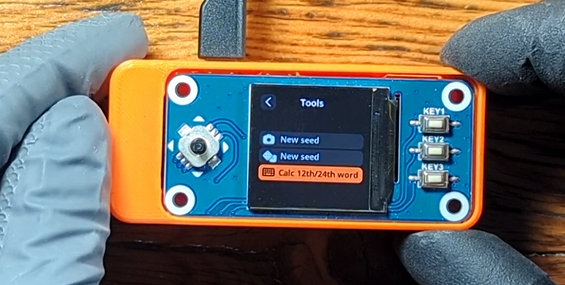 Tools
New seed
New seed
Calc 12th/24th word
KEY1
KEY2
KEY3